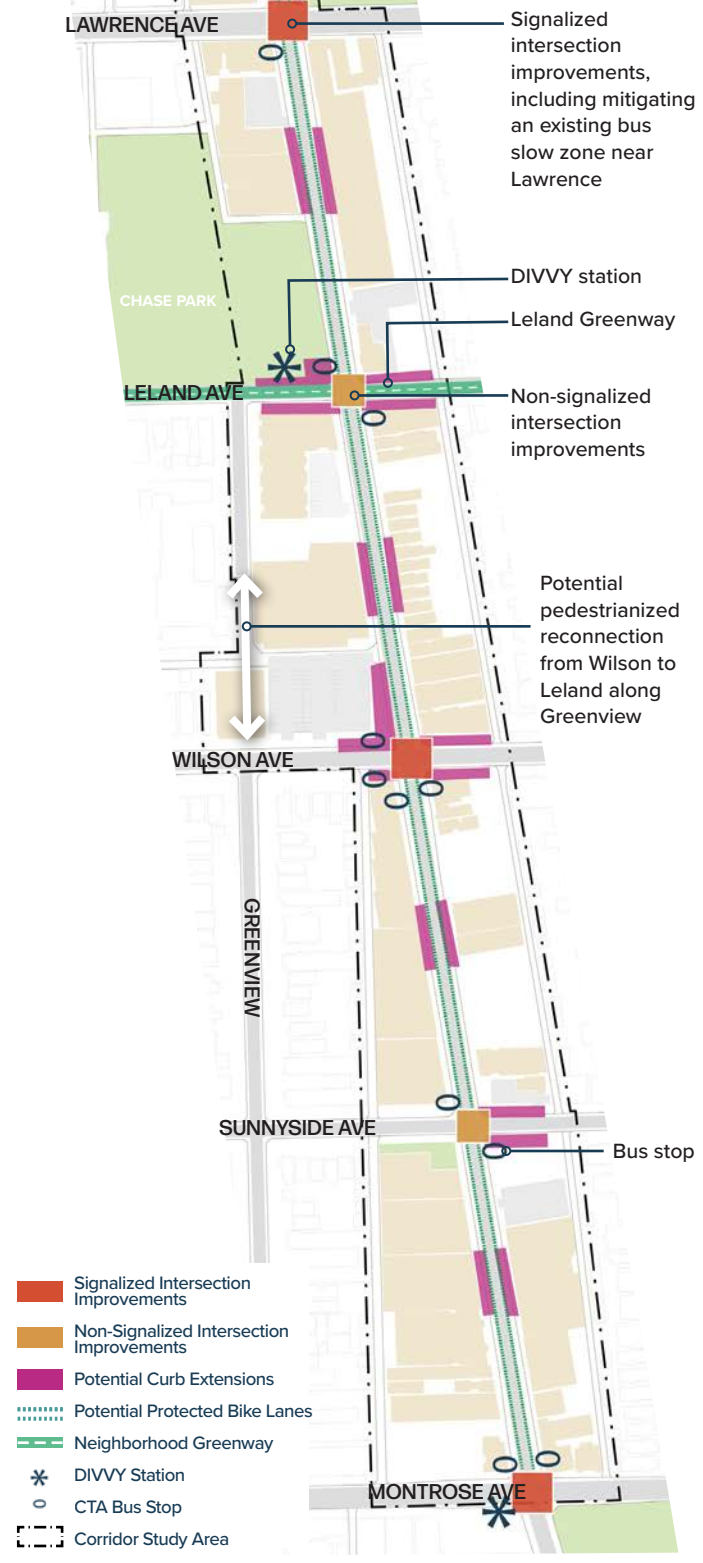 LAWRENCE AVE
Signalized
intersection
improvements,
including mitigating
an existing bus
slow zone near
Lawrence
DIVVY station
CHASE PARK
Leland Greenway
LELAND AVE
Non-signalized
intersection
improvements
Potential
pedestrianized
reconnection
from Wilson to
Leland along
Greenview
WILSON AVE
GREENVIEW
SUNNYSIDE AVE
Bus stop
Signalized Intersection
Improvements
Non-Signalized Intersection
Improvements
Potential Curb Extensions
Potential Protected Bike Lanes
Neighborhood Greenway
DIVVY Station
CTA Bus Stop
Corridor Study Area
MONTROSE AVE